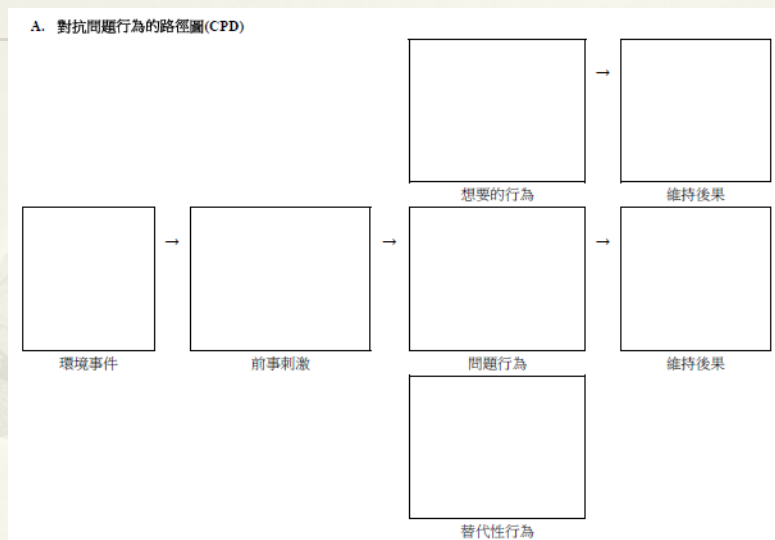 A. 對抗問題行為的路徑圖(CPD)
→
想要的行為 維持後果
→ → →
環境事件 前事刺激 問題行為 維持後果
替代性行為